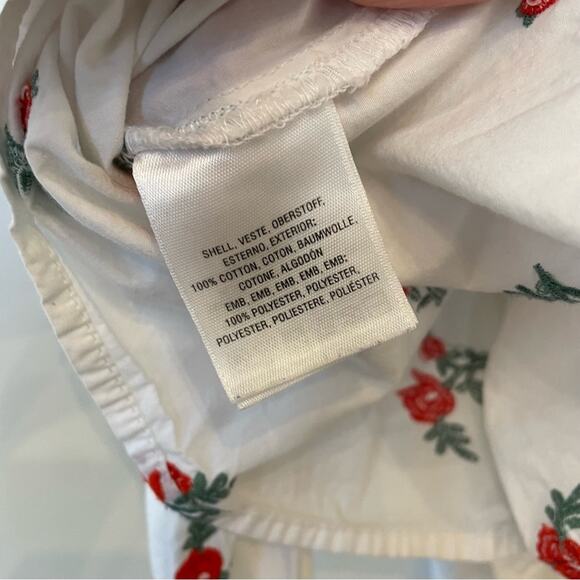 SHELL, VESTE, OBERSTOFF,
ESTERNO, EXTERIOR:
100% COTTON, COTON, BAUMWOLLE,
COTONE, ALGODÓN
EMB, EMB, EMB, EMB, EMB:
100% POLYESTER, POLYESTER,
POLYESTER, POLIESTERE, POLIÉSTER